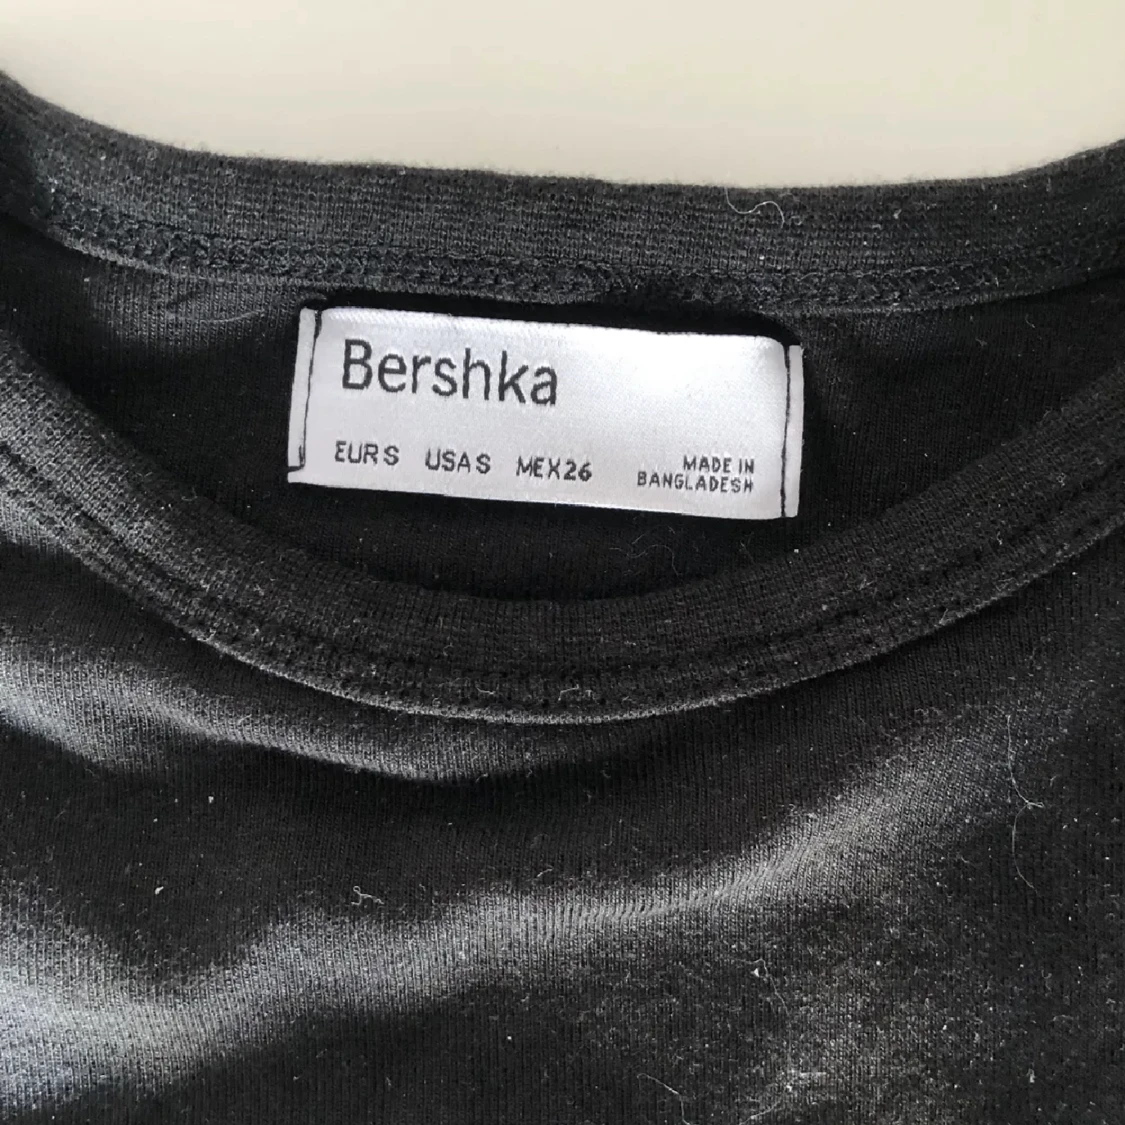 Bershka
EUR S USA S MEX 26 MADE IN
BANGLADESH